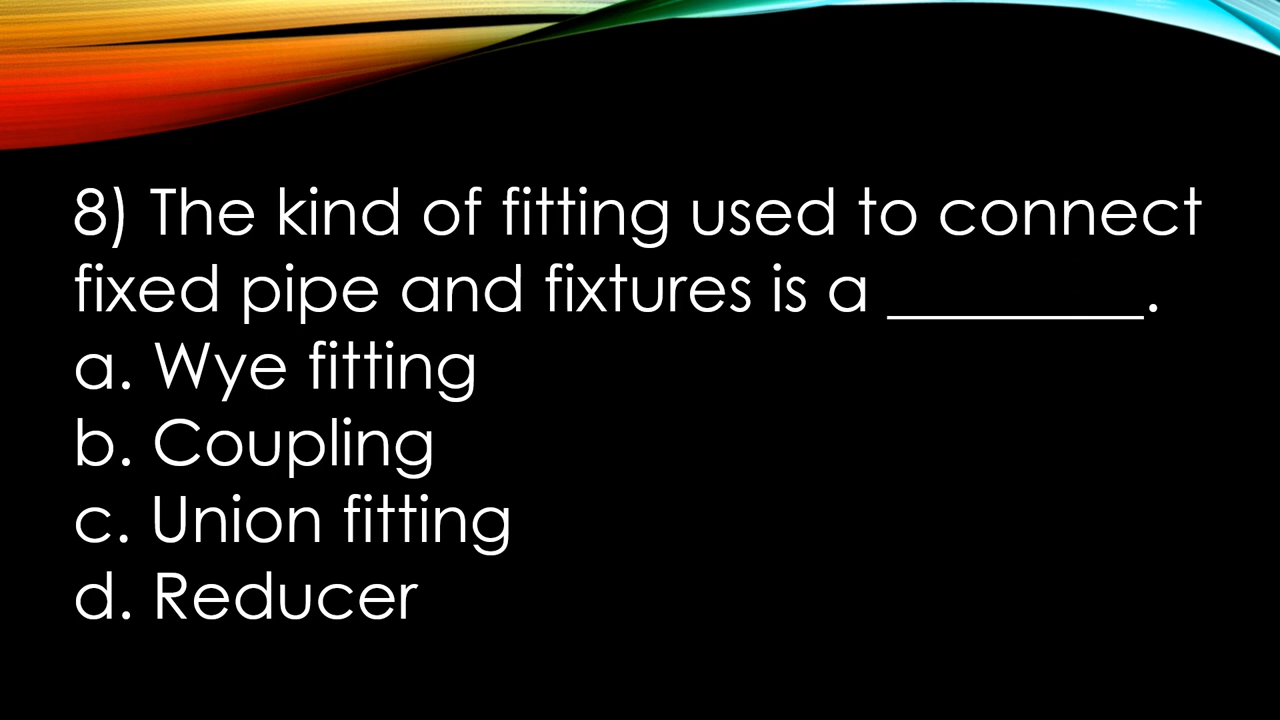 8) The kind of fitting used to connect
fixed pipe and fixtures is a ________.
a. Wye fitting
b. Coupling
c. Union fitting
d. Reducer